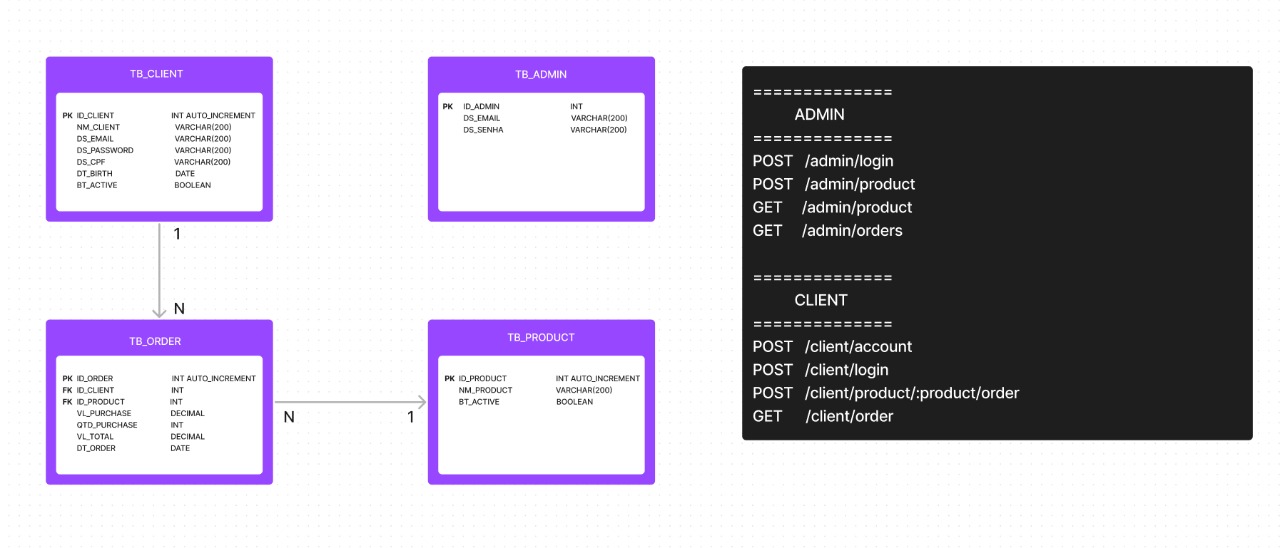 TB_CLIENT
PK ID_CLIENT INT AUTO_INCREMENT
NM_CLIENT VARCHAR(200)
DS_EMAIL VARCHAR(200)
DS_PASSWORD VARCHAR(200)
DS_CPF VARCHAR(200)
DT_BIRTH DATE
BT_ACTIVE BOOLEAN
1
N
TB_ADMIN
PK ID_ADMIN INT
DS_EMAIL VARCHAR(200)
DS_SENHA VARCHAR(200)
TB_ORDER
PK ID_ORDER INT AUTO_INCREMENT
FK ID_CLIENT INT
FK ID_PRODUCT INT
VL_PURCHASE DECIMAL
QTD_PURCHASE INT
VL_TOTAL DECIMAL
DT_ORDER DATE
N 1
TB_PRODUCT
PK ID_PRODUCT INT AUTO_INCREMENT
NM_PRODUCT VARCHAR(200)
BT_ACTIVE BOOLEAN
==============
ADMIN
==============
POST /admin/login
POST /admin/product
GET /admin/product
GET /admin/orders
==============
CLIENT
==============
POST /client/account
POST /client/login
POST /client/product/:product/order
GET /client/order